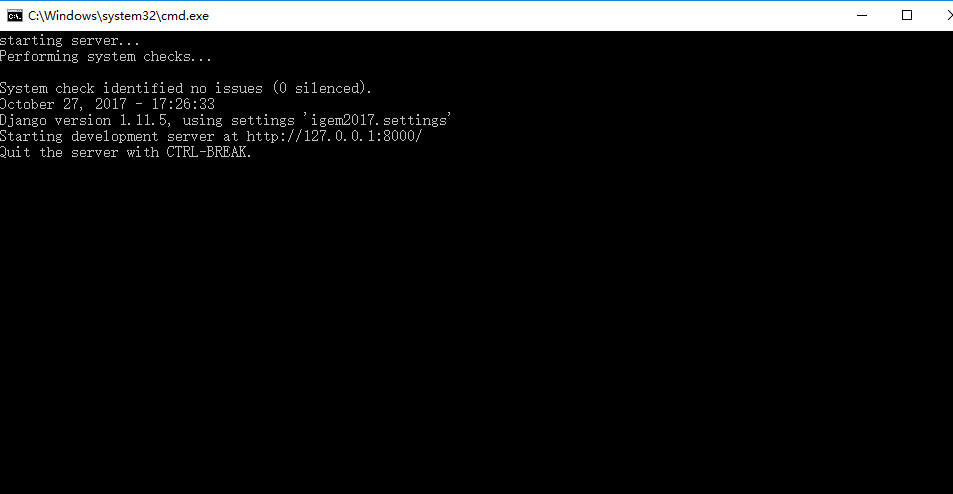 C:\Windows\system32\cmd.exe
starting server...
Performing system checks...
System check identified no issues (0 silenced).
October 27, 2017 - 17:26:33
Django version 1.11.5, using settings 'igem2017.settings'
Starting development server at http://127.0.0.1:8000/
Quit the server with CTRL-BREAK.